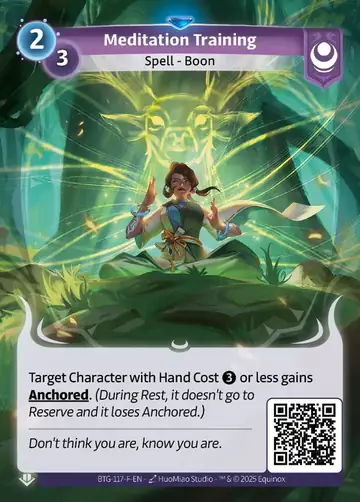 2
3
Meditation Training
Spell - Boon
Target Character with Hand Cost 3 or less gains
Anchored. (During Rest, it doesn't go to
Reserve and it loses Anchored.)
Don't think you are, know you are.
BTG-117-F-EN - HuoMiao Studio - ™ & © 2025 Equinox